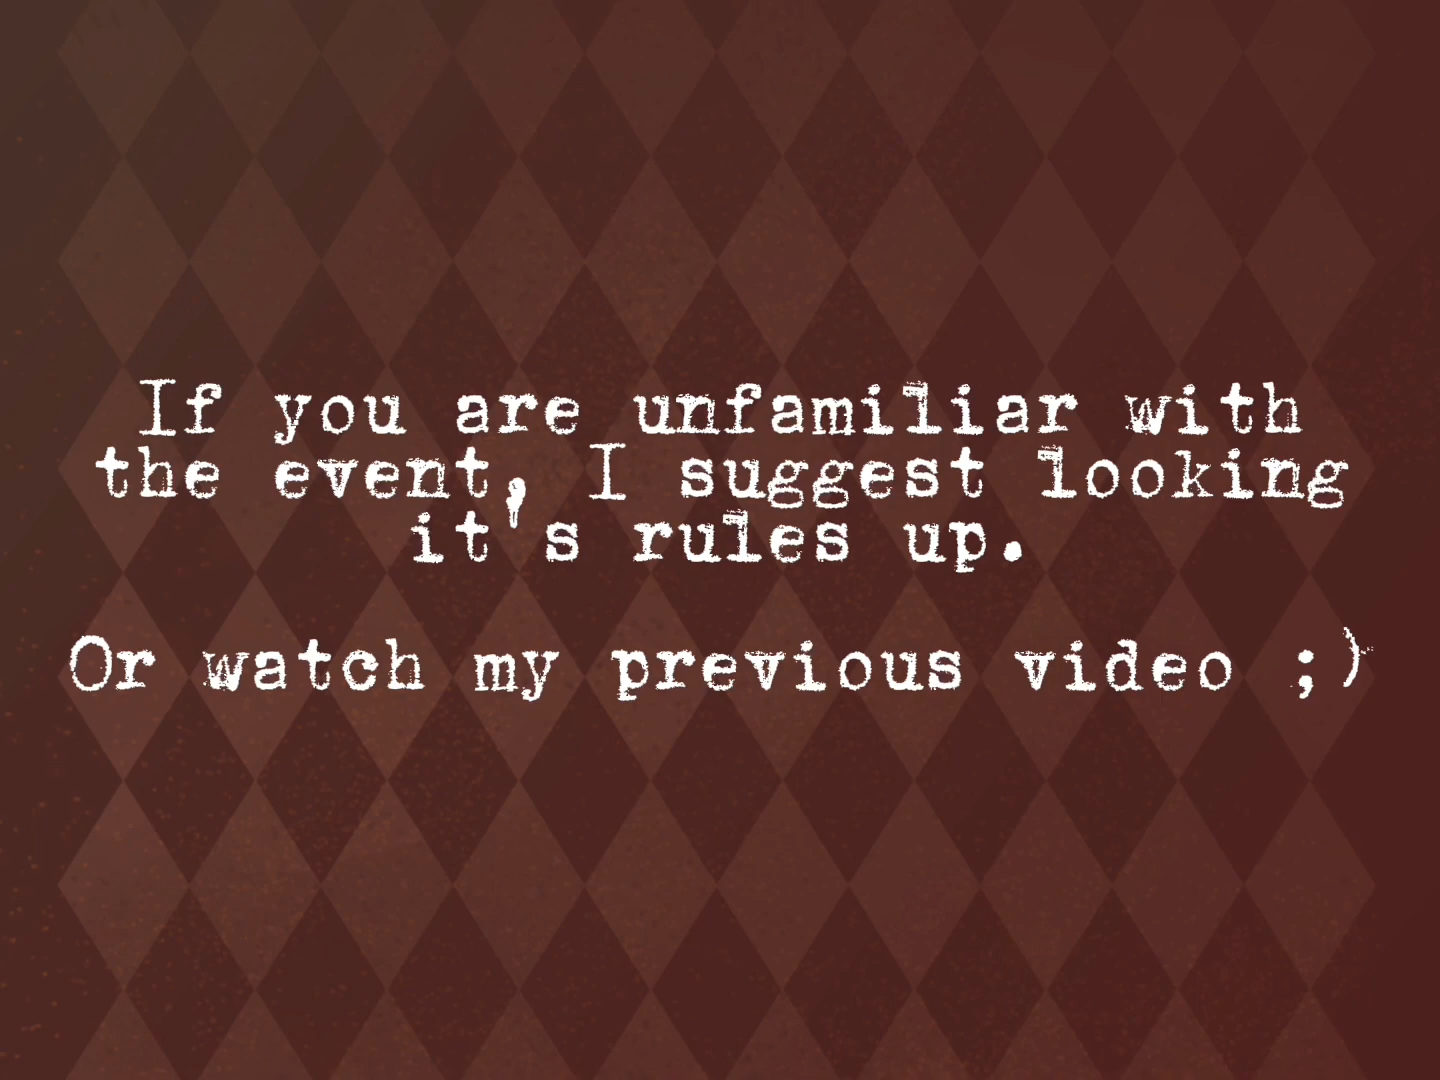 If you are unfamiliar with
the event, I suggest looking
it's rules up.
Or watch my previous video ;)